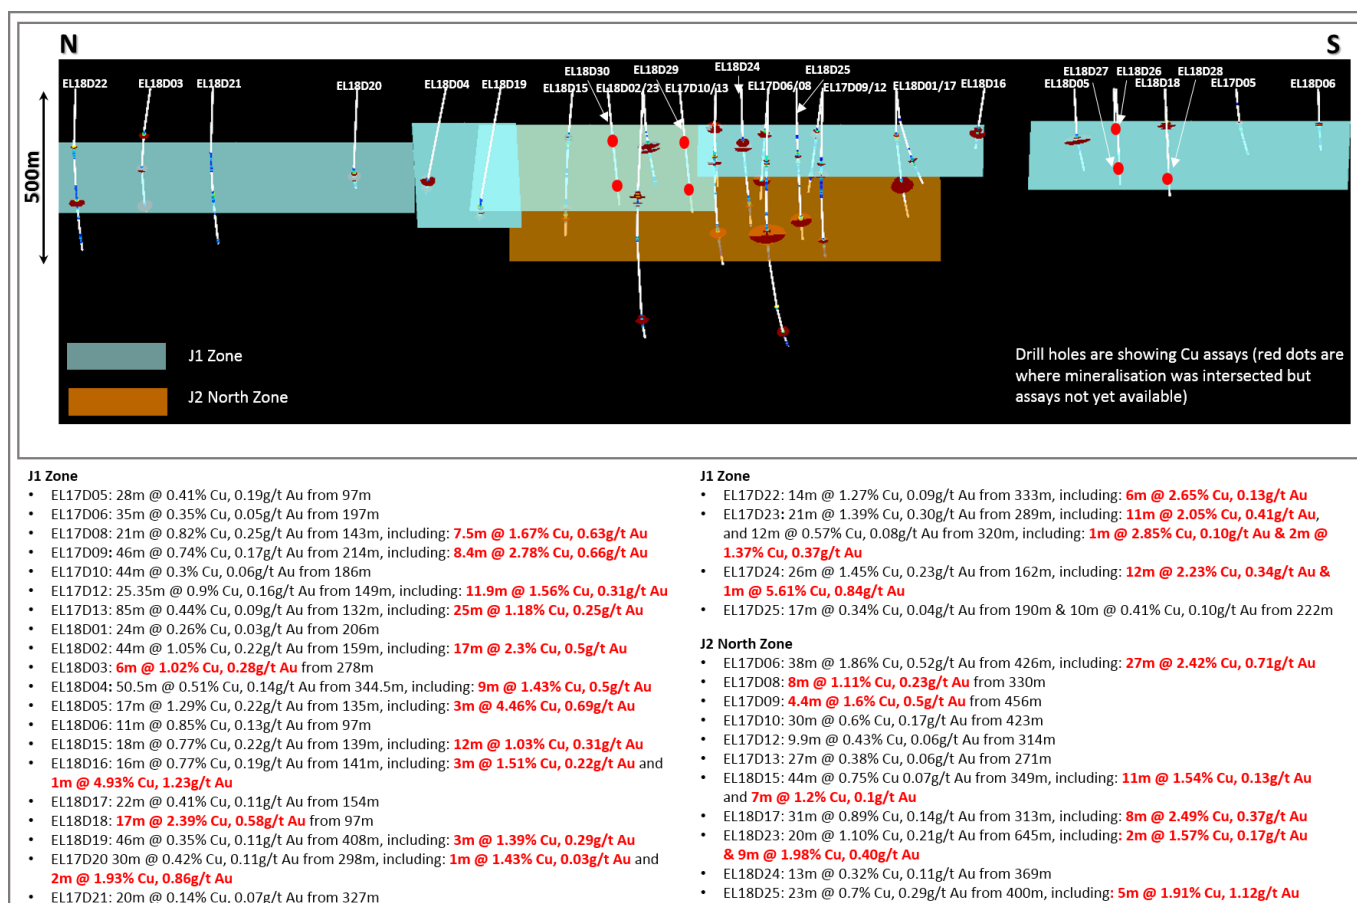 N
S
EL18D22
EL18D03
EL18D21
EL18D20
EL18D04
EL18D19
EL18D30
EL18D15
EL18D02/23
EL18D29
EL17D10/13
EL18D24
EL17D06/08
EL18D25
EL17D09/12
EL18D01/17
EL18D16
EL18D05
EL18D27
EL18D26
EL18D18
EL18D28
EL17D05
EL18D06
500m
J1 Zone
J2 North Zone
Drill holes are showing Cu assays (red dots are
where mineralisation was intersected but
assays not yet available)
J1 Zone
• EL17D05: 28m @ 0.41% Cu, 0.19g/t Au from 97m
• EL17D06: 35m @ 0.35% Cu, 0.05g/t Au from 197m
• EL17D08: 21m @ 0.82% Cu, 0.25g/t Au from 143m, including: 7.5m @ 1.67% Cu, 0.63g/t Au
• EL17D09: 46m @ 0.74% Cu, 0.17g/t Au from 214m, including: 8.4m @ 2.78% Cu, 0.66g/t Au
• EL17D10: 44m @ 0.3% Cu, 0.06g/t Au from 186m
• EL17D12: 25.35m @ 0.9% Cu, 0.16g/t Au from 149m, including: 11.9m @ 1.56% Cu, 0.31g/t Au
• EL17D13: 85m @ 0.44% Cu, 0.09g/t Au from 132m, including: 25m @ 1.18% Cu, 0.25g/t Au
• EL18D01: 24m @ 0.26% Cu, 0.03g/t Au from 206m
• EL18D02: 44m @ 1.05% Cu, 0.22g/t Au from 159m, including: 17m @ 2.3% Cu, 0.5g/t Au
• EL18D03: 6m @ 1.02% Cu, 0.28g/t Au from 278m
• EL18D04: 50.5m @ 0.51% Cu, 0.14g/t Au from 344.5m, including: 9m @ 1.43% Cu, 0.5g/t Au
• EL18D05: 17m @ 1.29% Cu, 0.22g/t Au from 135m, including: 3m @ 4.46% Cu, 0.69g/t Au
• EL18D06: 11m @ 0.85% Cu, 0.13g/t Au from 97m
• EL18D15: 18m @ 0.77% Cu, 0.22g/t Au from 139m, including: 12m @ 1.03% Cu, 0.31g/t Au
• EL18D16: 16m @ 0.77% Cu, 0.19g/t Au from 141m, including: 3m @ 1.51% Cu, 0.22g/t Au and
1m @ 4.93% Cu, 1.23g/t Au
• EL18D17: 22m @ 0.41% Cu, 0.11g/t Au from 154m
• EL18D18: 17m @ 2.39% Cu, 0.58g/t Au from 97m
• EL18D19: 46m @ 0.35% Cu, 0.11g/t Au from 408m, including: 3m @ 1.39% Cu, 0.29g/t Au
• EL17D20 30m @ 0.42% Cu, 0.11g/t Au from 298m, including: 1m @ 1.43% Cu, 0.03g/t Au and
2m @ 1.93% Cu, 0.86g/t Au
• EL17D21: 20m @ 0.14% Cu, 0.07g/t Au from 327m
J1 Zone
• EL17D22: 14m @ 1.27% Cu, 0.09g/t Au from 333m, including: 6m @ 2.65% Cu, 0.13g/t Au
• EL17D23: 21m @ 1.39% Cu, 0.30g/t Au from 289m, including: 11m @ 2.05% Cu, 0.41g/t Au,
and 12m @ 0.57% Cu, 0.08g/t Au from 320m, including: 1m @ 2.85% Cu, 0.10g/t Au & 2m @
1.37% Cu, 0.37g/t Au
• EL17D24: 26m @ 1.45% Cu, 0.23g/t Au from 162m, including: 12m @ 2.23% Cu, 0.34g/t Au &
1m @ 5.61% Cu, 0.84g/t Au
• EL17D25: 17m @ 0.34% Cu, 0.04g/t Au from 190m & 10m @ 0.41% Cu, 0.10g/t Au from 222m
J2 North Zone
• EL17D06: 38m @ 1.86% Cu, 0.52g/t Au from 426m, including: 27m @ 2.42% Cu, 0.71g/t Au
• EL17D08: 8m @ 1.11% Cu, 0.23g/t Au from 330m
• EL17D09: 4.4m @ 1.6% Cu, 0.5g/t Au from 456m
• EL17D10: 30m @ 0.6% Cu, 0.17g/t Au from 423m
• EL17D12: 9.9m @ 0.43% Cu, 0.06g/t Au from 314m
• EL17D13: 27m @ 0.38% Cu, 0.06g/t Au from 271m
• EL18D15: 44m @ 0.75% Cu 0.07g/t Au from 349m, including: 11m @ 1.54% Cu, 0.13g/t Au
and 7m @ 1.2% Cu, 0.1g/t Au
• EL18D17: 31m @ 0.89% Cu, 0.14g/t Au from 313m, including: 8m @ 2.49% Cu, 0.37g/t Au
• EL18D23: 20m @ 1.10% Cu, 0.21g/t Au from 645m, including: 2m @ 1.57% Cu, 0.17g/t Au
& 9m @ 1.98% Cu, 0.40g/t Au
• EL18D24: 13m @ 0.32% Cu, 0.11g/t Au from 369m
• EL18D25: 23m @ 0.7% Cu, 0.29g/t Au from 400m, including: 5m @ 1.91% Cu, 1.12g/t Au